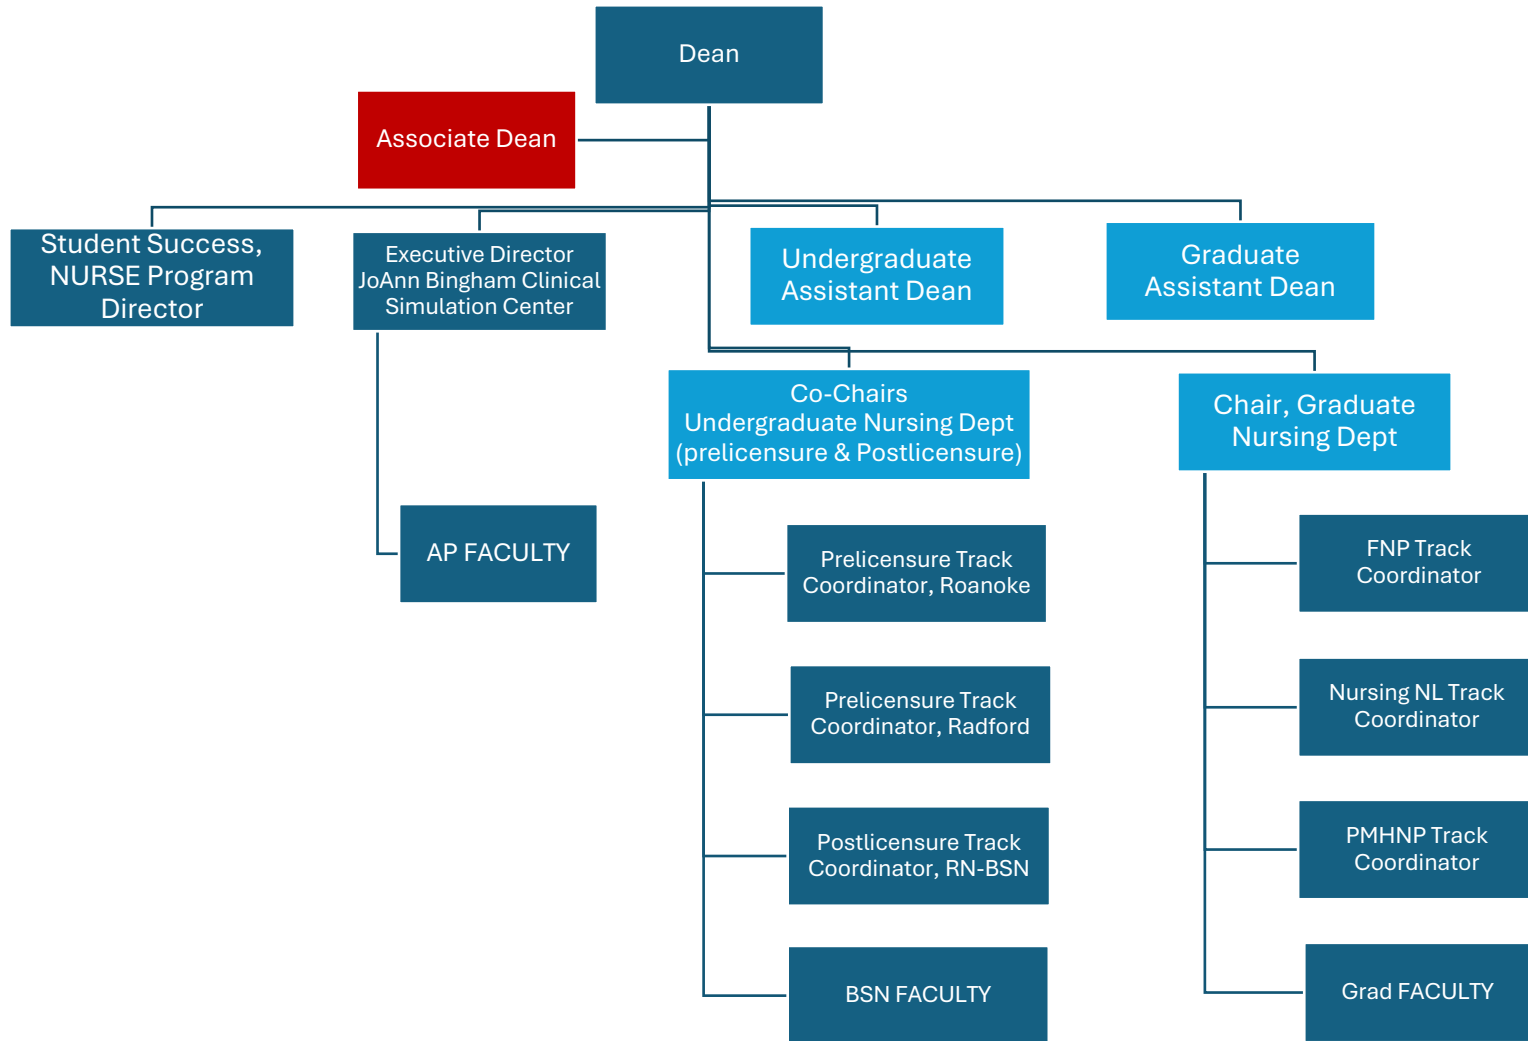 Dean
Associate Dean
Student Success,
NURSE Program
Director
Executive Director
JoAnn Bingham Clinical
Simulation Center
Undergraduate
Assistant Dean
Graduate
Assistant Dean
Co-Chairs
Undergraduate Nursing Dept
(prelicensure & Postlicensure)
Chair, Graduate
Nursing Dept
AP FACULTY
Prelicensure Track
Coordinator, Roanoke
Prelicensure Track
Coordinator, Radford
Postlicensure Track
Coordinator, RN-BSN
BSN FACULTY
FNP Track
Coordinator
Nursing NL Track
Coordinator
PMHNP Track
Coordinator
Grad FACULTY